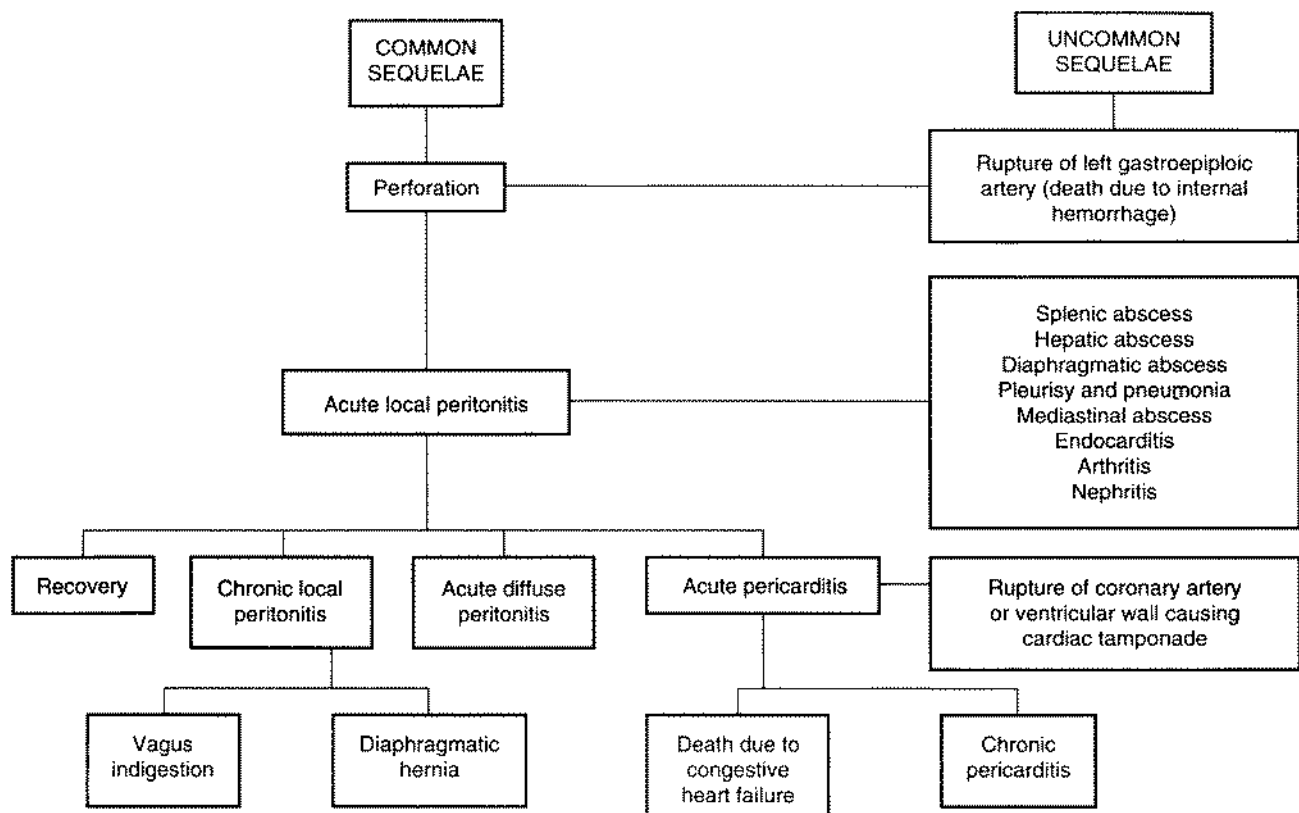 COMMON
SEQUELAE
UNCOMMON
SEQUELAE
Perforation
Rupture of left gastroepiploic
artery (death due to internal
hemorrhage)
Acute local peritonitis
Splenic abscess
Hepatic abscess
Diaphragmatic abscess
Pleurisy and pneumonia
Mediastinal abscess
Endocarditis
Arthritis
Nephritis
Recovery
Chronic local
peritonitis
Acute diffuse
peritonitis
Acute pericarditis
Rupture of coronary artery
or ventricular wall causing
cardiac tamponade
Vagus
indigestion
Diaphragmatic
hernia
Death due to
congestive
heart failure
Chronic
pericarditis